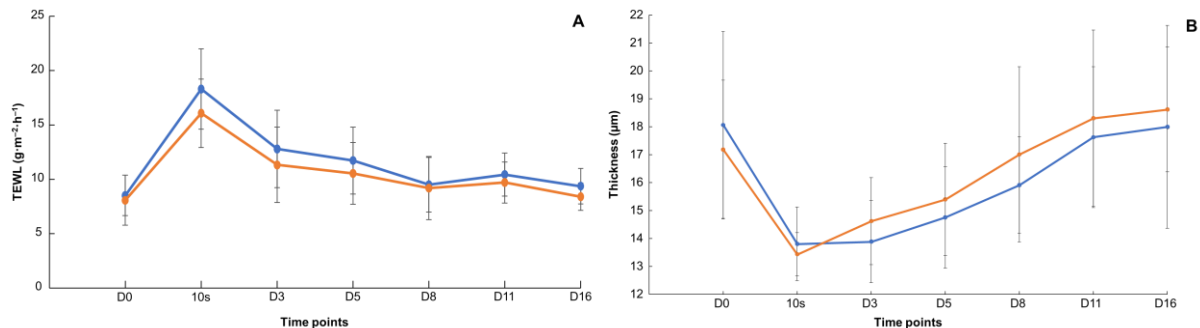 A
25
20
15
10
5
0
TEWL (g·m⁻²·h⁻¹)
D0 10s D3 D5 D8 D11 D16
Time points
B
22
21
20
19
18
17
16
15
14
13
12
Thickness (µm)
D0 10s D3 D5 D8 D11 D16
Time points